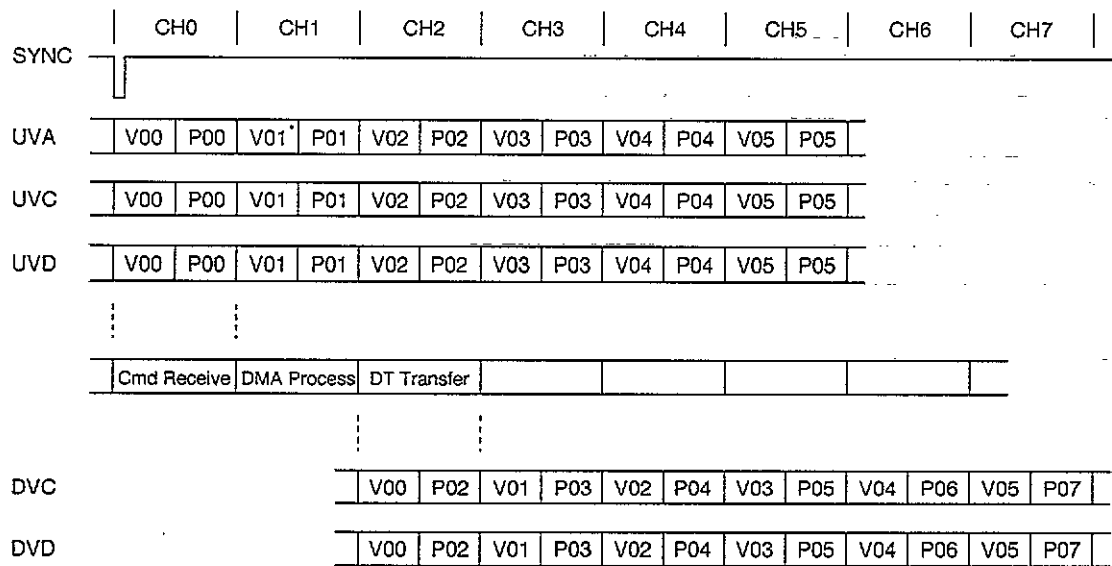 CH0 CH1 CH2 CH3 CH4 CH5 CH6 CH7
SYNC
UVA V00 P00 V01 P01 V02 P02 V03 P03 V04 P04 V05 P05
UVC V00 P00 V01 P01 V02 P02 V03 P03 V04 P04 V05 P05
UVD V00 P00 V01 P01 V02 P02 V03 P03 V04 P04 V05 P05
Cmd Receive DMA Process DT Transfer
DVC V00 P02 V01 P03 V02 P04 V03 P05 V04 P06 V05 P07
DVD V00 P02 V01 P03 V02 P04 V03 P05 V04 P06 V05 P07